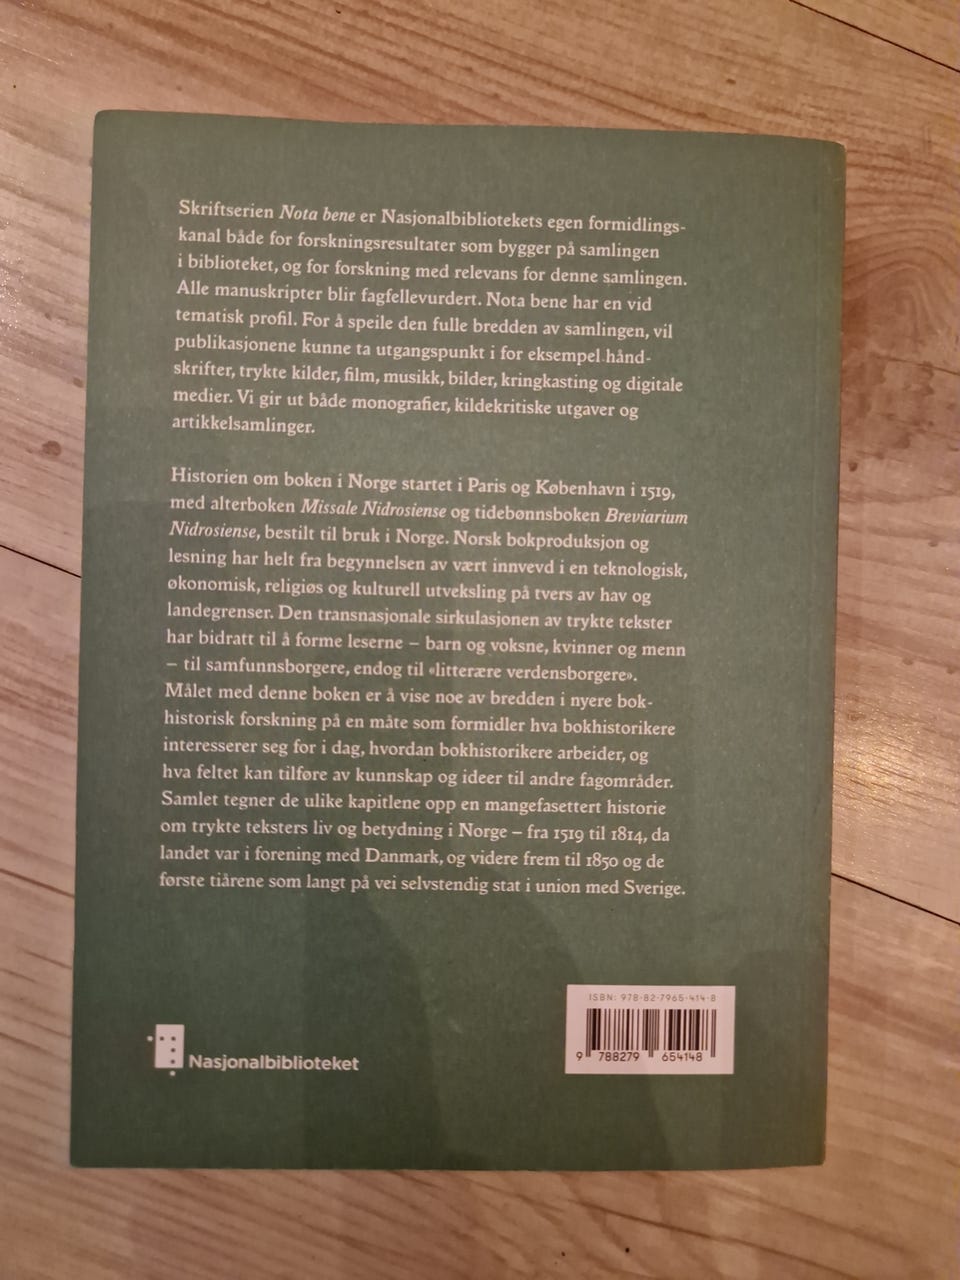 Skriftserien Nota bene er Nasjonalbibliotekets egen formidlings-
kanal både for forskningsresultater som bygger på samlingen
i biblioteket, og for forskning med relevans for denne samlingen.
Alle manuskripter blir fagfellevurdert. Nota bene har en vid
tematisk profil. For å speile den fulle bredden av samlingen, vil
publikasjonene kunne ta utgangspunkt i for eksempel hånd-
skrifter, trykte kilder, film, musikk, bilder, kringkasting og digitale
medier. Vi gir ut både monografier, kildekritiske utgaver og
artikkelsamlinger.
Historien om boken i Norge startet i Paris og København i 1519,
med alterboken Missale Nidrosiense og tidebønnsboken Breviarium
Nidrosiense, bestilt til bruk i Norge. Norsk bokproduksjon og
lesning har helt fra begynnelsen av vært innvevd i en teknologisk,
økonomisk, religiøs og kulturell utveksling på tvers av hav og
landegrenser. Den transnasjonale sirkulasjonen av trykte tekster
har bidratt til å forme leserne – barn og voksne, kvinner og menn
– til samfunnsborgere, endog til «litterære verdensborgere».
Målet med denne boken er å vise noe av bredden i nyere bok-
historisk forskning på en måte som formidler hva bokhistorikere
interesserer seg for i dag, hvordan bokhistorikere arbeider, og
hva feltet kan tilføre av kunnskap og ideer til andre fagområder.
Samlet tegner de ulike kapitlene opp en mangefasettert historie
om trykte teksters liv og betydning i Norge – fra 1519 til 1814, da
landet var i forening med Danmark, og videre frem til 1850 og de
første tiårene som langt på vei selvstendig stat i union med Sverige.
ISBN: 978-82-7965-414-8
9 788279 654148
Nasjonalbiblioteket